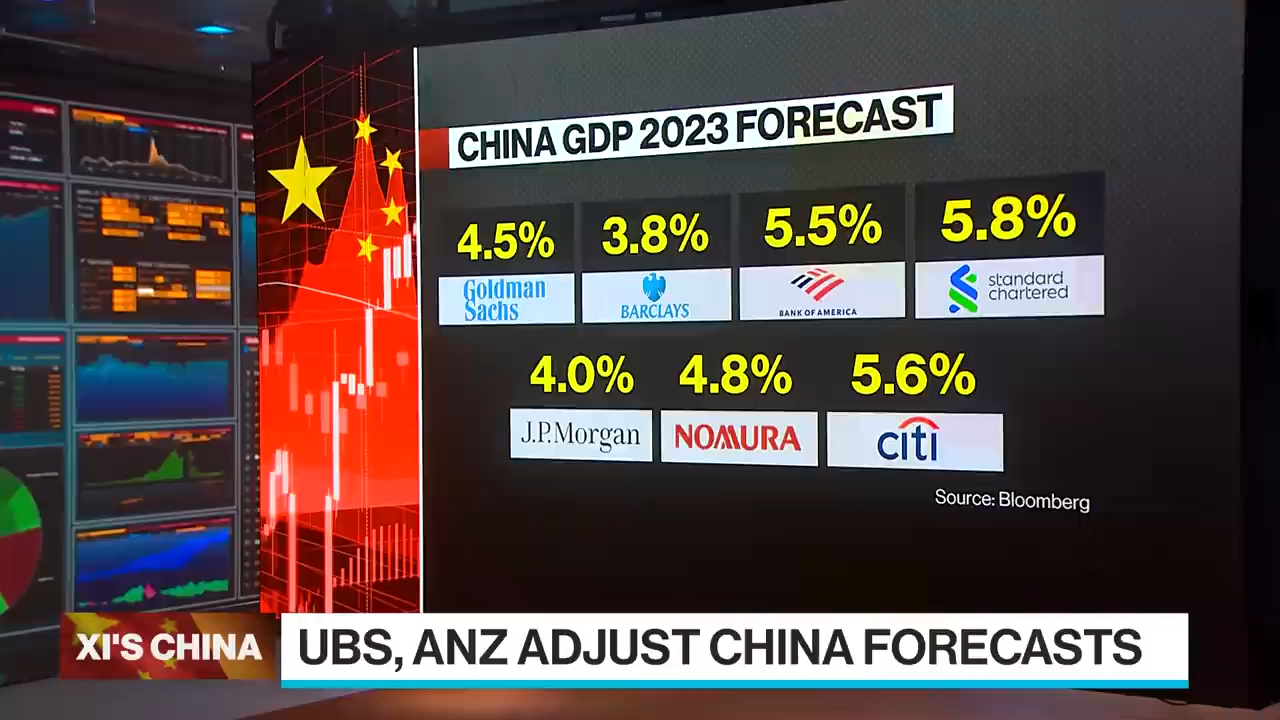 CHINA GDP 2023 FORECAST
4.5% 3.8% 5.5% 5.8%
Goldman
Sachs
BARCLAYS
BANK OF AMERICA
standard
chartered
4.0% 4.8% 5.6%
J.P.Morgan NOMURA citi
Source: Bloomberg
XI'S CHINA
UBS, ANZ ADJUST CHINA FORECASTS